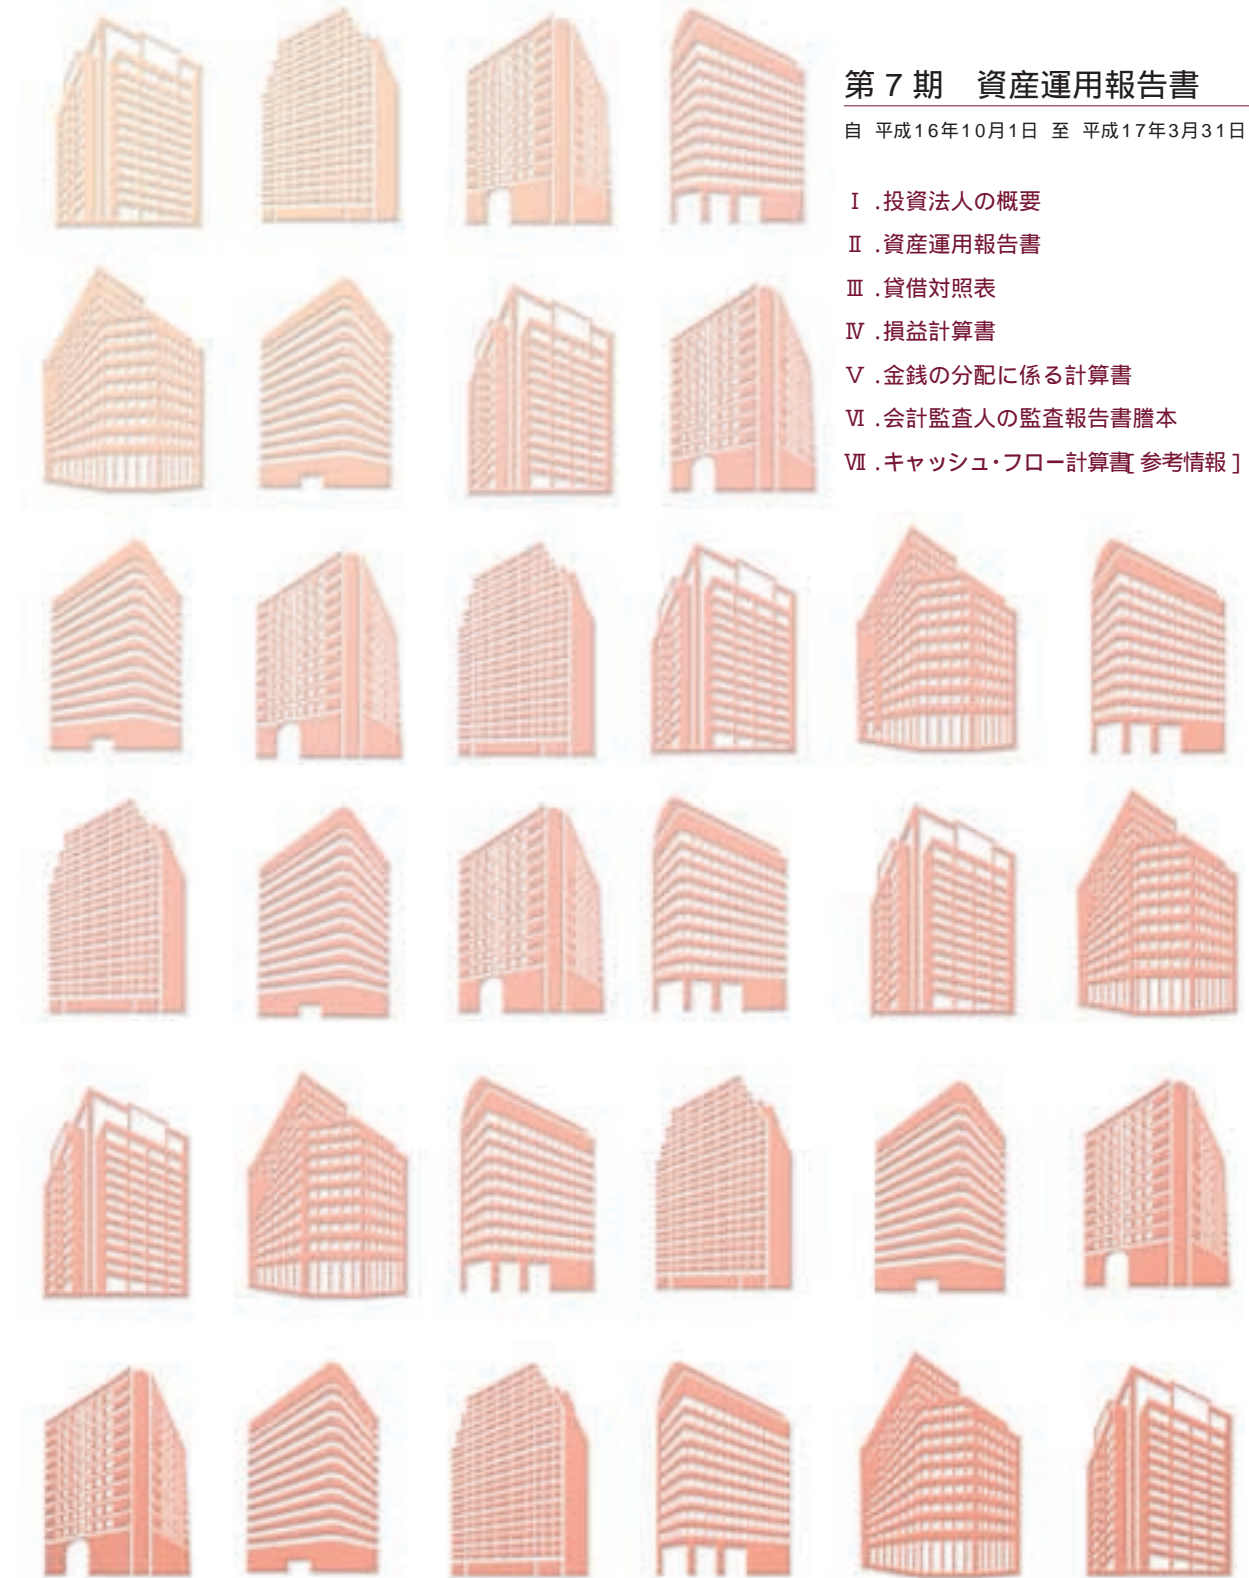 第7期　資産運用報告書
自 平成16年10月1日 至 平成17年3月31日
Ⅰ.投資法人の概要
Ⅱ.資産運用報告書
Ⅲ.貸借対照表
Ⅳ.損益計算書
Ⅴ.金銭の分配に係る計算書
Ⅵ.会計監査人の監査報告書謄本
Ⅶ.キャッシュ・フロー計算書[参考情報]